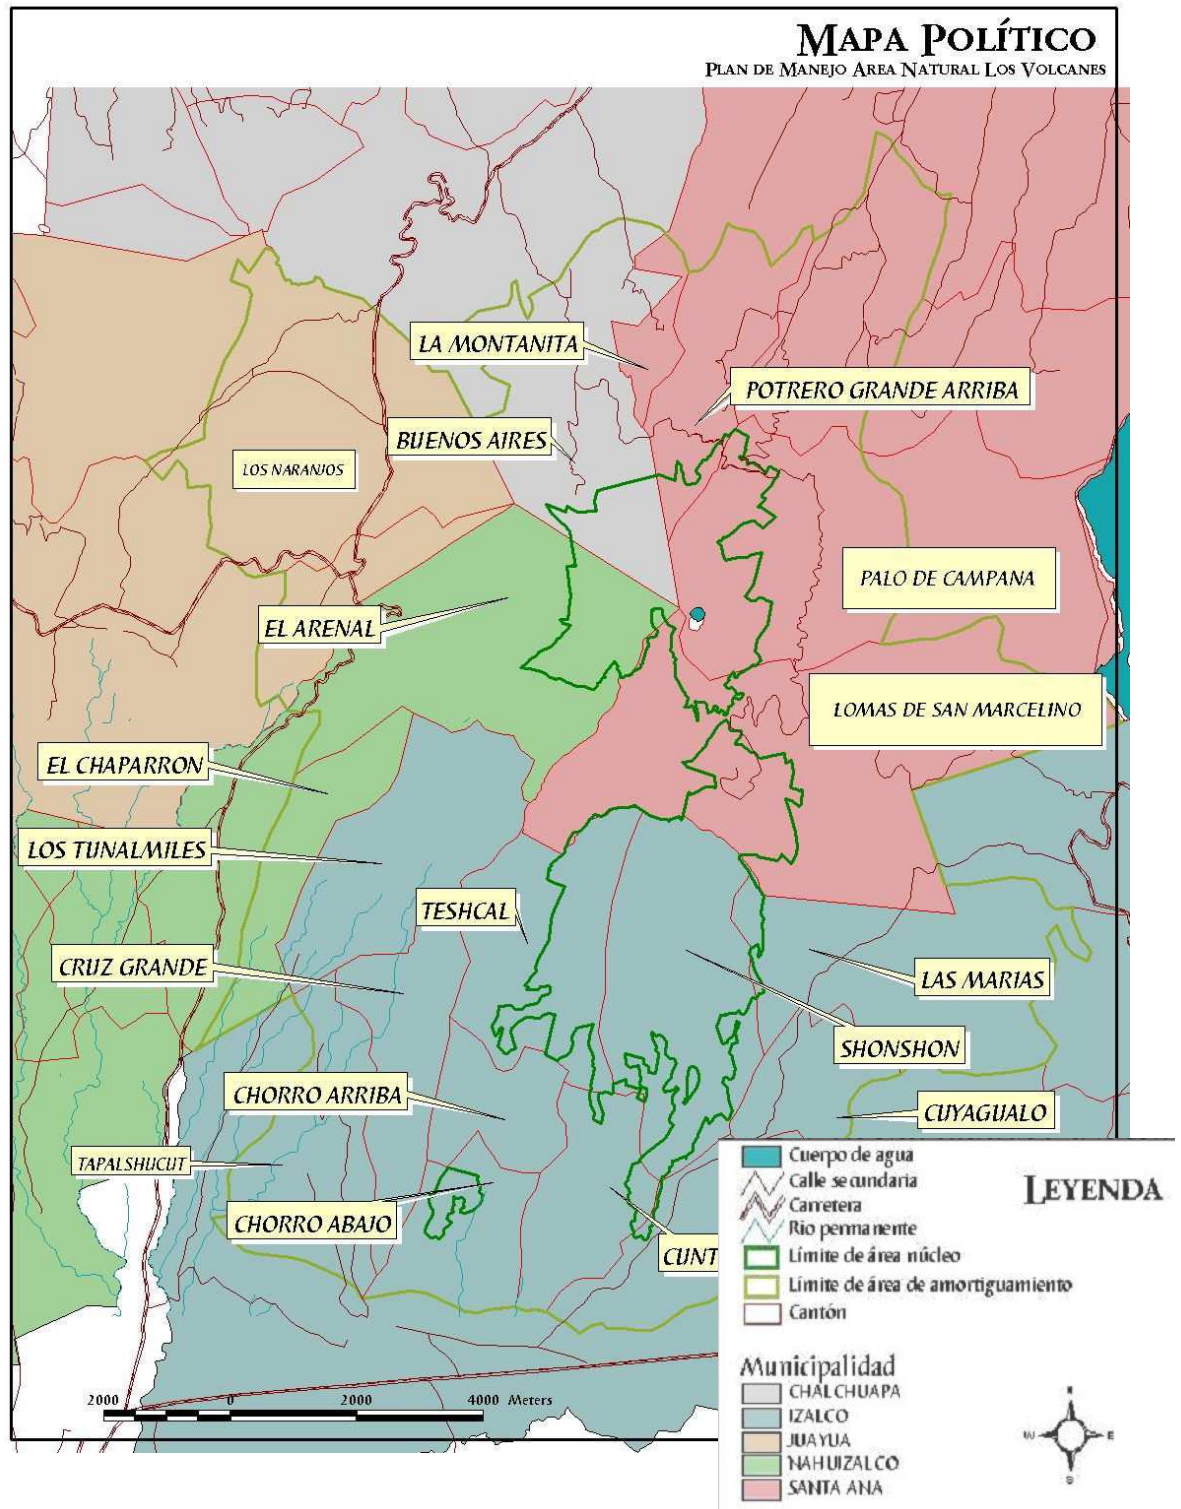 MAPA POLÍTICO
PLAN DE MANEJO AREA NATURAL LOS VOLCANES
LA MONTANITA
POTRERO GRANDE ARRIBA
BUENOS AIRES
LOS NARANJOS
PALO DE CAMPANA
EL ARENAL
LOMAS DE SAN MARCELINO
EL CHAPARRON
LOS TUNALMILES
TESHCAL
CRUZ GRANDE
LAS MARIAS
SHONSHON
CHORRO ARRIBA
CUYAGUALO
TAPALSHUCUT
CHORRO ABAJO
CUNT
LEYENDA
Cuerpo de agua
Calle secundaria
Carretera
Rio permanente
Límite de área núcleo
Límite de área de amortiguamiento
Cantón
Municipalidad
CHALCHUAPA
IZALCO
JUAYUA
NAHUIZALCO
SANTA ANA
2000 0 2000 4000 Meters
N
W E
S